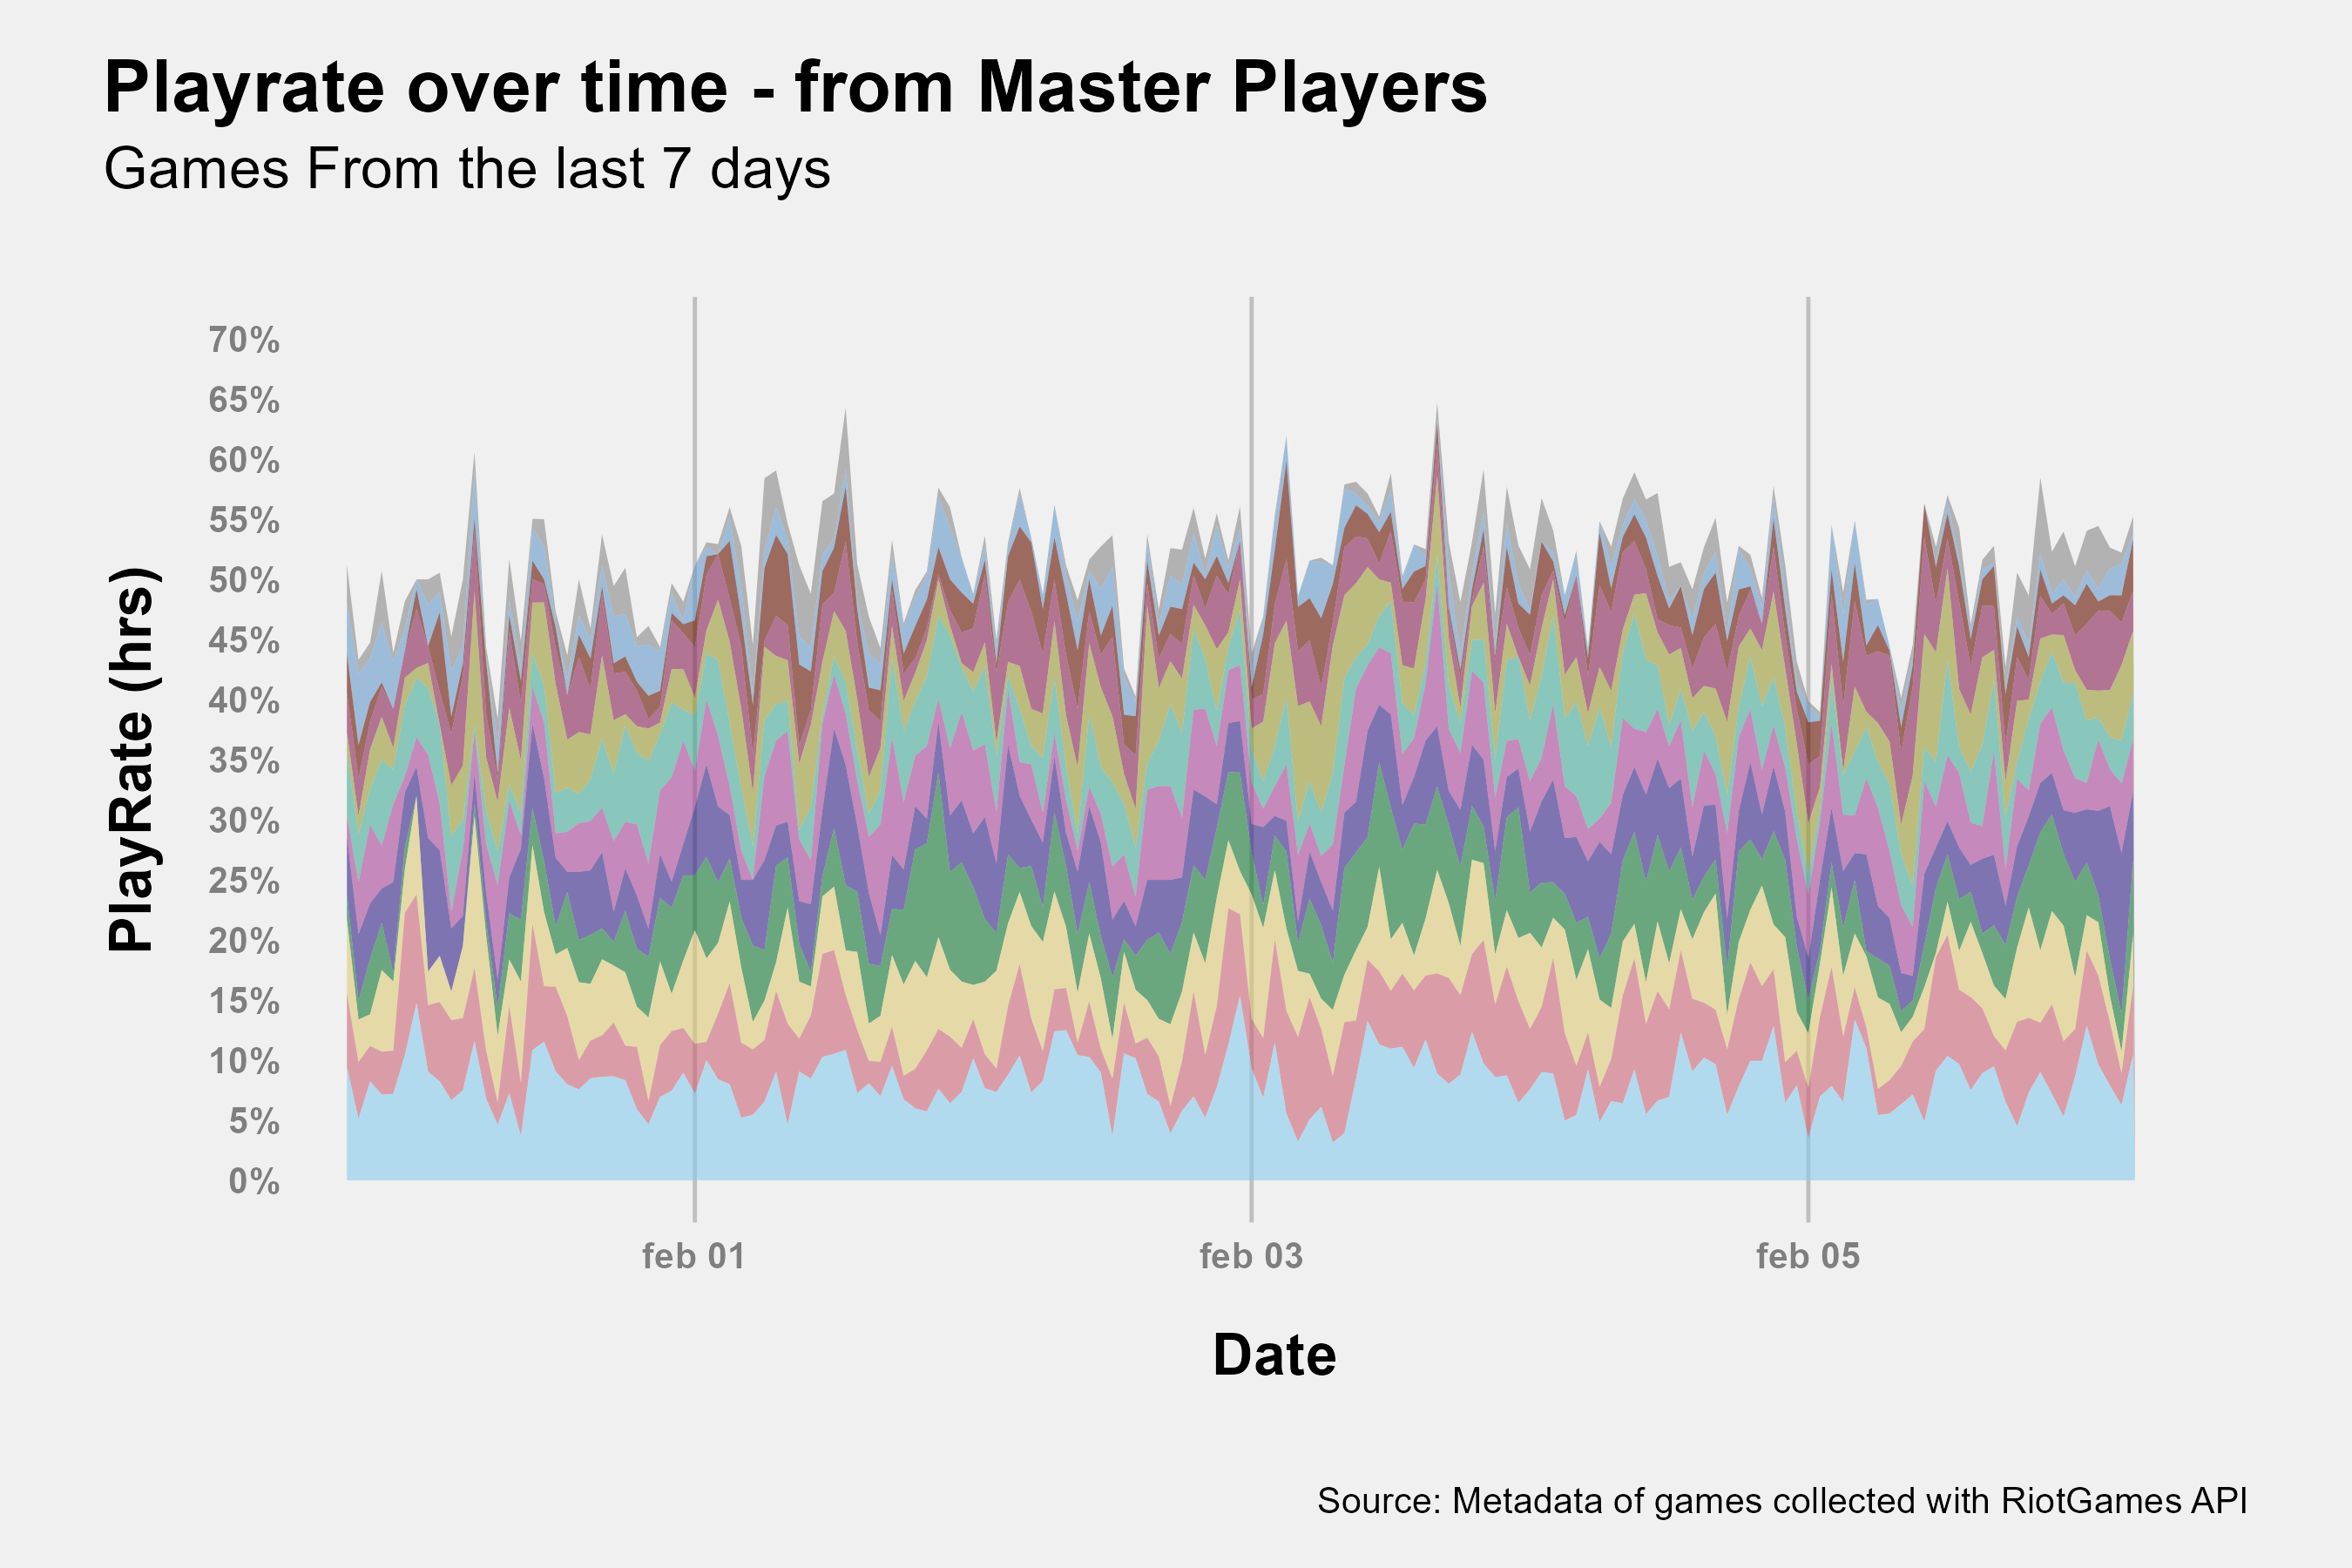 Playrate over time - from Master Players
Games From the last 7 days
PlayRate (hrs)
70%
65%
60%
55%
50%
45%
40%
35%
30%
25%
20%
15%
10%
5%
0%
feb 01 feb 03 feb 05
Date
Source: Metadata of games collected with RiotGames API